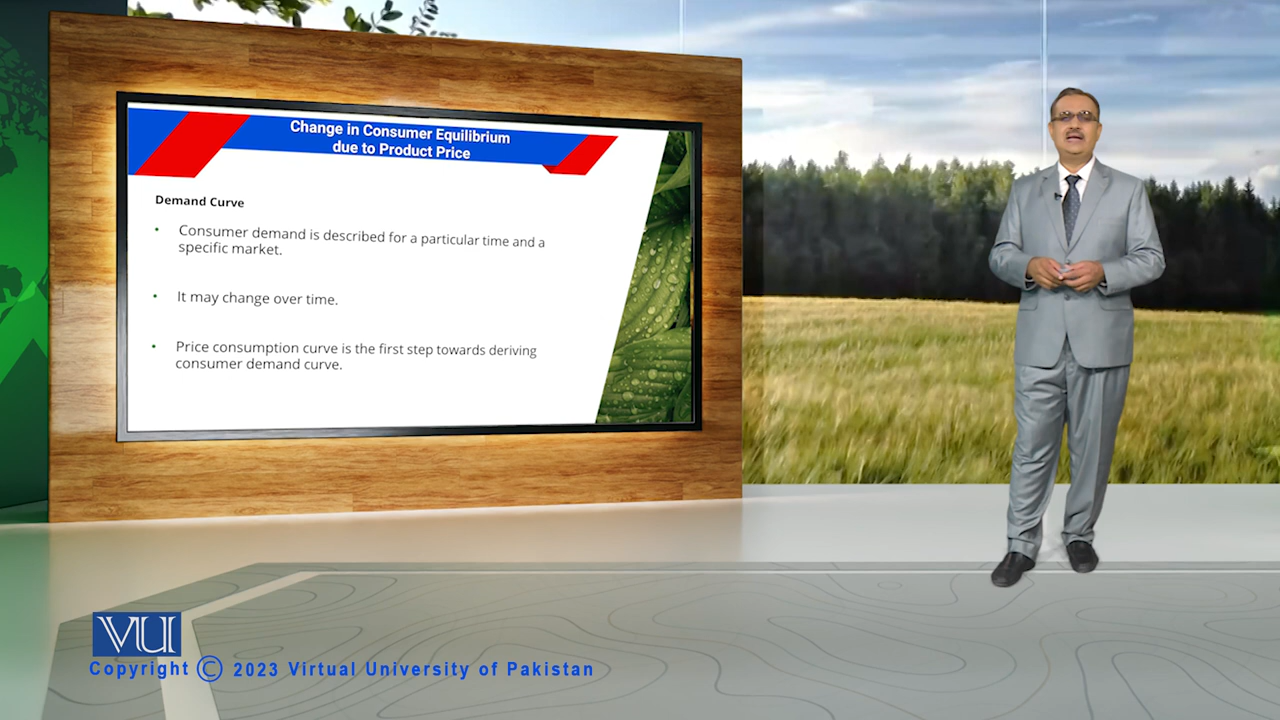 Change in Consumer Equilibrium
due to Product Price
Demand Curve
• Consumer demand is described for a particular time and a
specific market.
• It may change over time.
• Price consumption curve is the first step towards deriving
consumer demand curve.
VU
Copyright © 2023 Virtual University of Pakistan